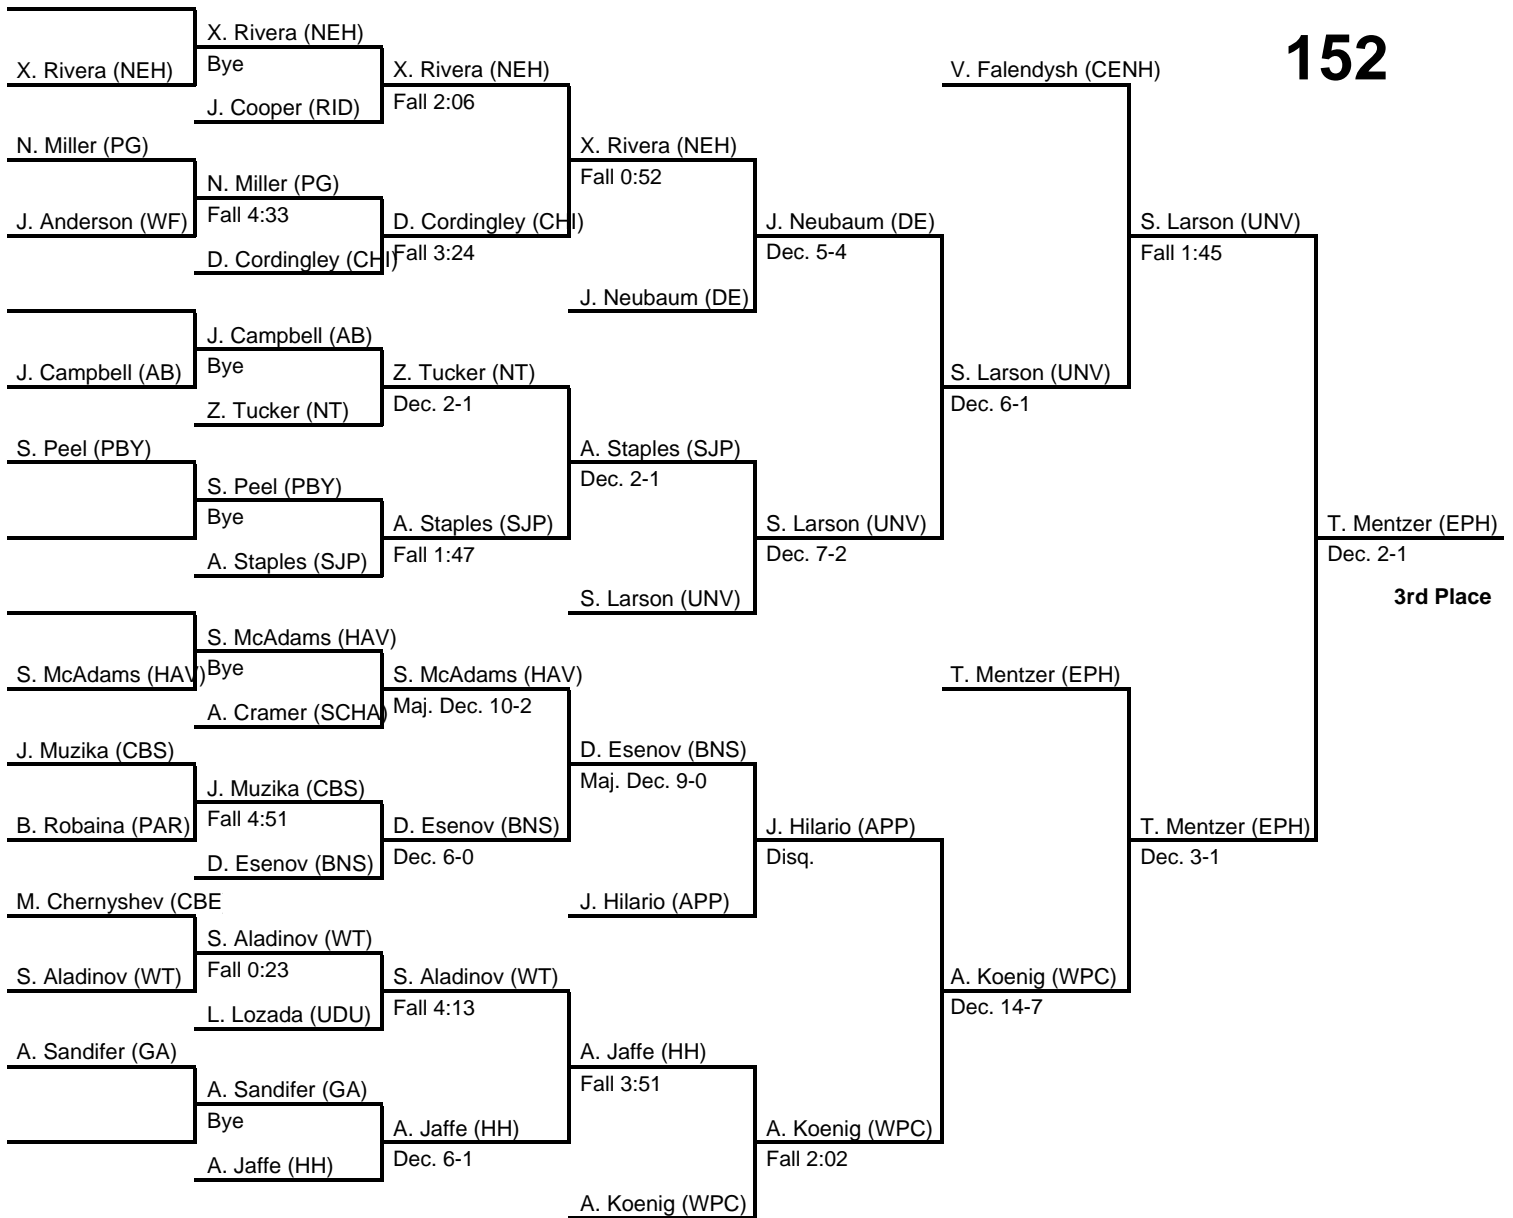 X. Rivera (NEH)
152
X. Rivera (NEH)
Bye
X. Rivera (NEH)
V. Falendysh (CENH)
J. Cooper (RID)
Fall 2:06
N. Miller (PG)
X. Rivera (NEH)
N. Miller (PG)
Fall 0:52
J. Anderson (WF)
Fall 4:33
D. Cordingley (CHI)
J. Neubaum (DE)
S. Larson (UNV)
D. Cordingley (CHI)
Fall 3:24
Dec. 5-4
Fall 1:45
J. Neubaum (DE)
J. Campbell (AB)
J. Campbell (AB)
Bye
Z. Tucker (NT)
S. Larson (UNV)
Z. Tucker (NT)
Dec. 2-1
Dec. 6-1
S. Peel (PBY)
A. Staples (SJP)
S. Peel (PBY)
Dec. 2-1
Bye
A. Staples (SJP)
S. Larson (UNV)
T. Mentzer (EPH)
A. Staples (SJP)
Fall 1:47
Dec. 7-2
Dec. 2-1
S. Larson (UNV)
3rd Place
S. McAdams (HAV)
S. McAdams (HAV)
Bye
S. McAdams (HAV)
T. Mentzer (EPH)
A. Cramer (SCHA)
Maj. Dec. 10-2
J. Muzika (CBS)
D. Esenov (BNS)
J. Muzika (CBS)
Maj. Dec. 9-0
B. Robaina (PAR)
Fall 4:51
D. Esenov (BNS)
J. Hilario (APP)
T. Mentzer (EPH)
D. Esenov (BNS)
Dec. 6-0
Disq.
Dec. 3-1
M. Chernyshev (CBE
J. Hilario (APP)
S. Aladinov (WT)
S. Aladinov (WT)
Fall 0:23
S. Aladinov (WT)
A. Koenig (WPC)
L. Lozada (UDU)
Fall 4:13
Dec. 14-7
A. Sandifer (GA)
A. Jaffe (HH)
A. Sandifer (GA)
Fall 3:51
Bye
A. Jaffe (HH)
A. Koenig (WPC)
A. Jaffe (HH)
Dec. 6-1
Fall 2:02
A. Koenig (WPC)